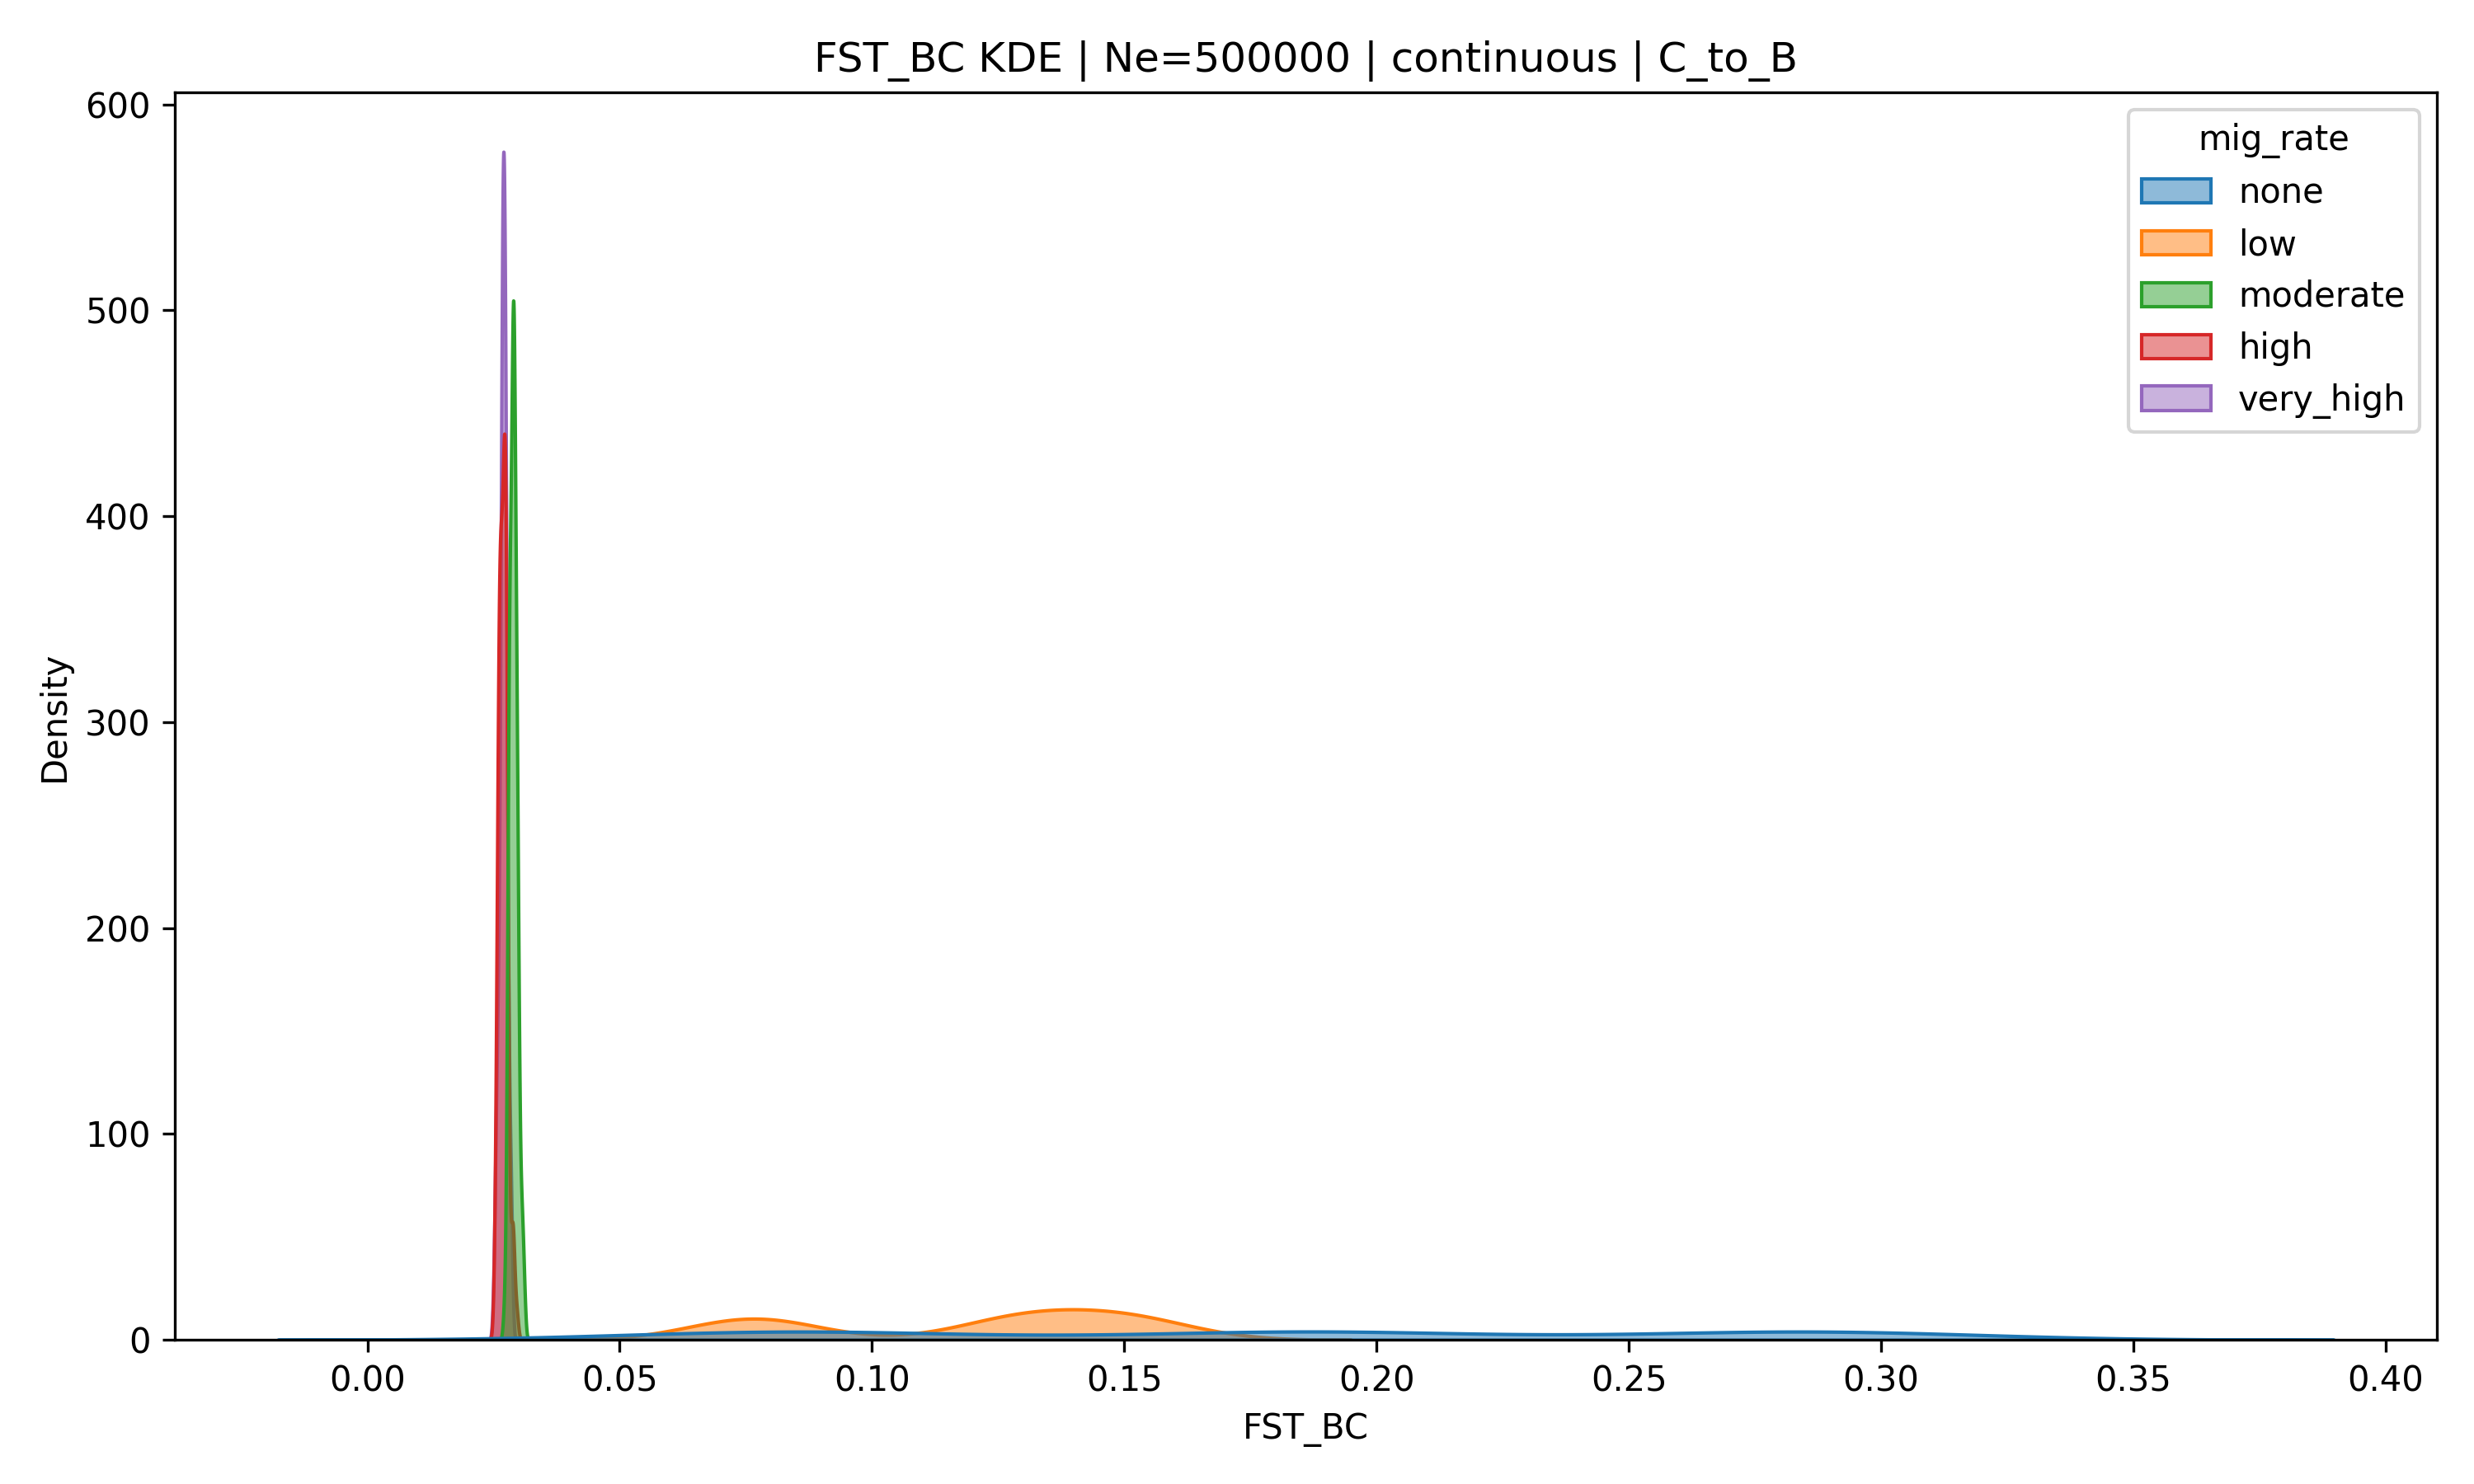 FST_BC KDE | Ne=500000 | continuous | C_to_B
mig_rate
none
low
moderate
high
very_high
Density
600
500
400
300
200
100
0
0.00 0.05 0.10 0.15 0.20 0.25 0.30 0.35 0.40
FST_BC